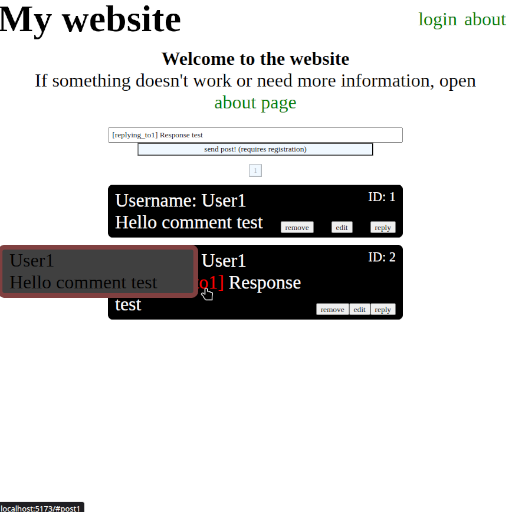 My website
login about
Welcome to the website
If something doesn't work or need more information, open
about page
[replying_to1] Response test
send post! (requires registration)
1
Username: User1
ID: 1
Hello comment test
remove edit reply
User1
Hello comment test
User1
ID: 2
to1] Response
test
remove edit reply
localhost:5173/#post1